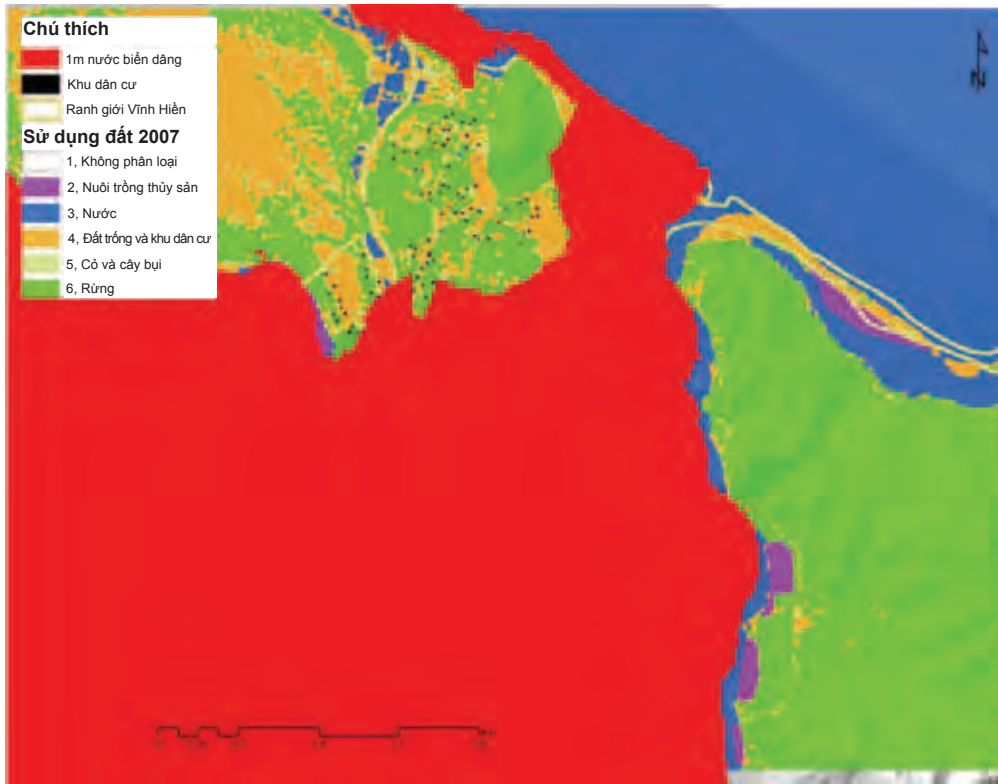 Chú thích
1m nước biển dâng
Khu dân cư
Ranh giới Vĩnh Hiền
Sử dụng đất 2007
1, Không phân loại
2, Nuôi trồng thủy sản
3, Nước
4, Đất trống và khu dân cư
5, Cỏ và cây bụi
6, Rừng